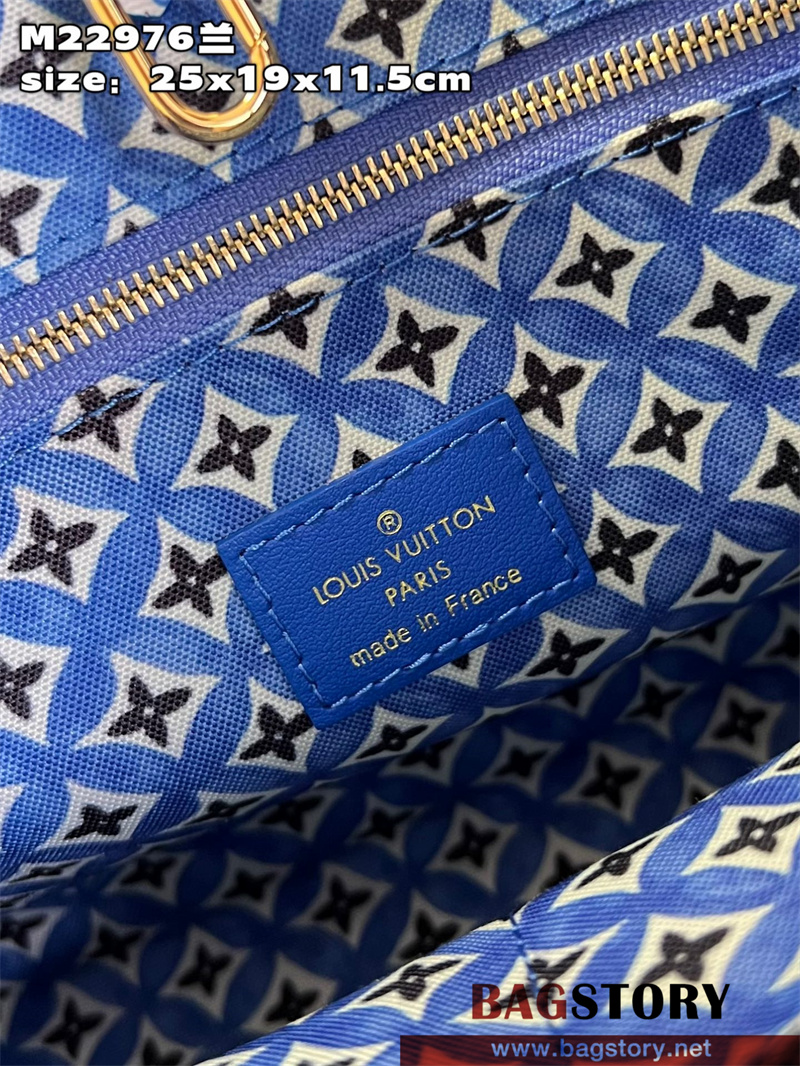 M22976兰
size: 25x19x11.5cm
®
LOUIS VUITTON
PARIS
made in France
BAGSTORY
www.bagstory.net